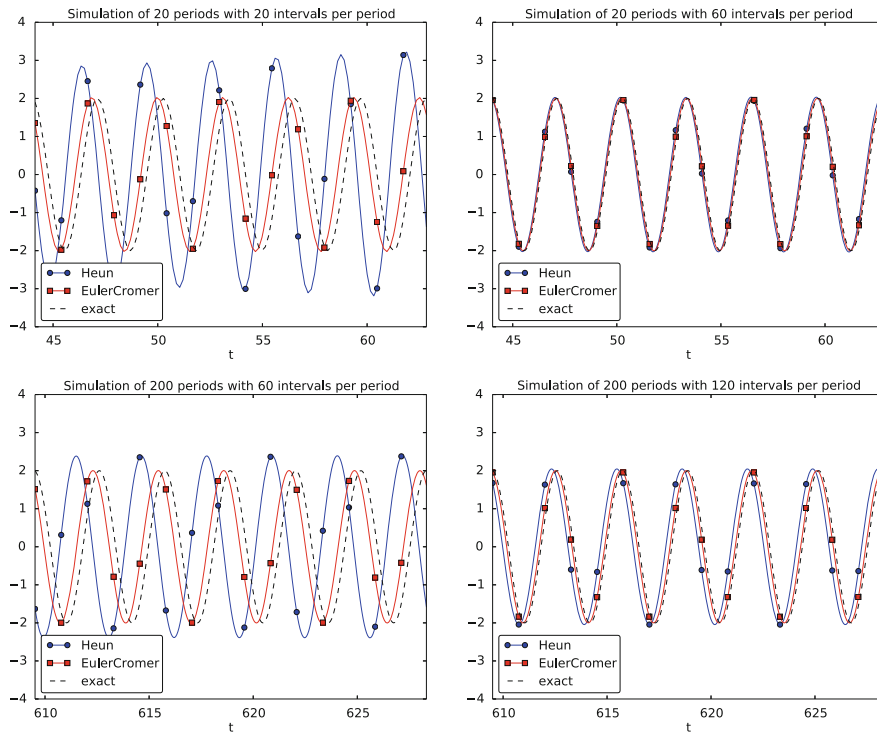 Simulation of 20 periods with 20 intervals per period
4
3
2
1
0
−1
−2
−3
−4
Heun
EulerCromer
exact
45 50 55 60
t
Simulation of 20 periods with 60 intervals per period
4
3
2
1
0
−1
−2
−3
−4
Heun
EulerCromer
exact
45 50 55 60
t
Simulation of 200 periods with 60 intervals per period
4
3
2
1
0
−1
−2
−3
−4
Heun
EulerCromer
exact
610 615 620 625
t
Simulation of 200 periods with 120 intervals per period
4
3
2
1
0
−1
−2
−3
−4
Heun
EulerCromer
exact
610 615 620 625
t